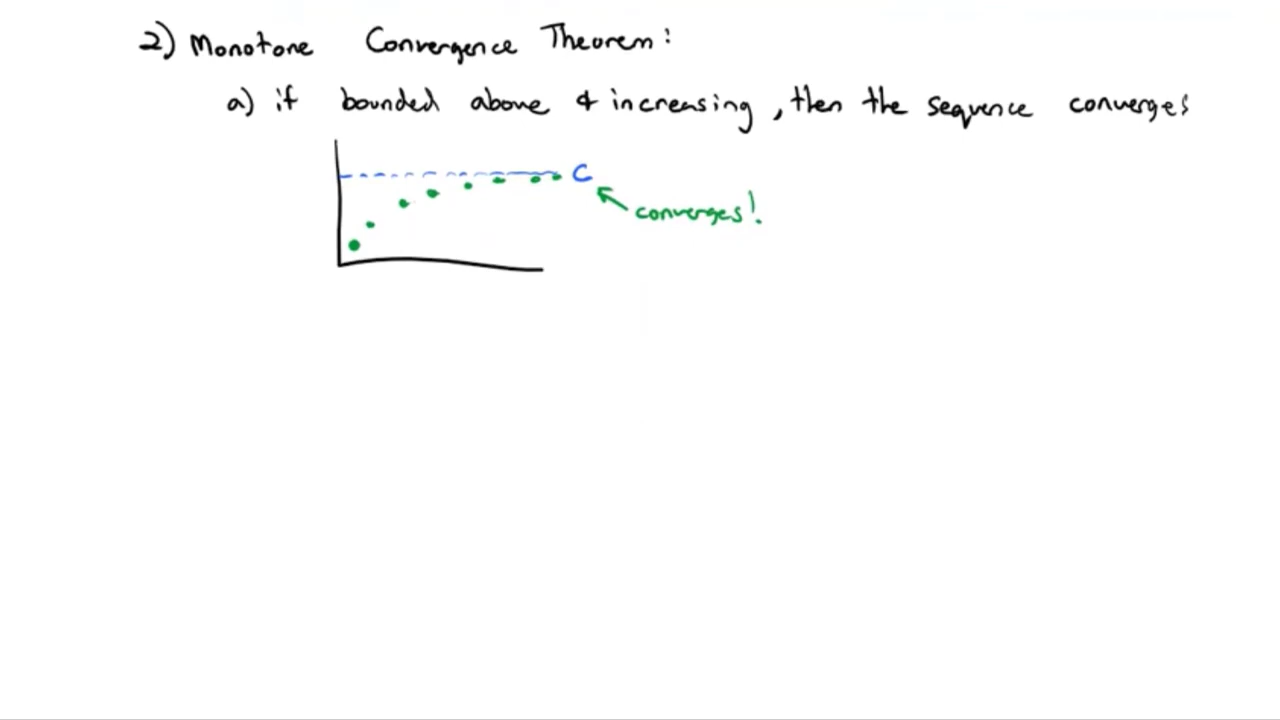 2) Monotone Convergence Theorem:
a) if bounded above & increasing, then the sequence converges
C
converges!